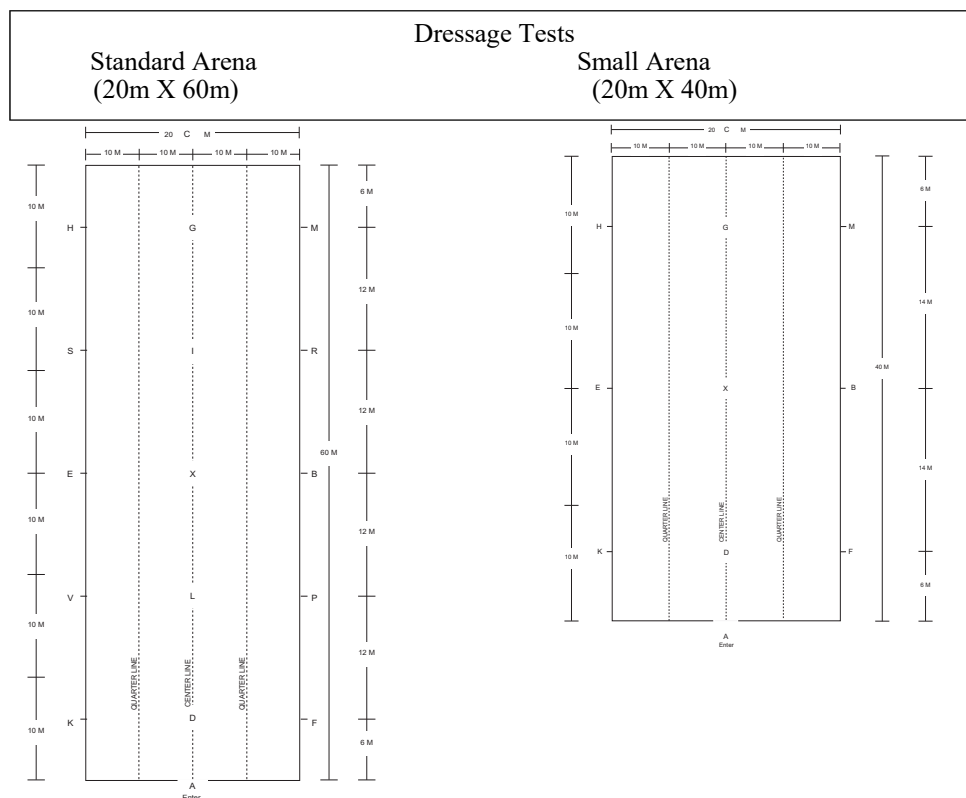 Dressage Tests
Standard Arena Small Arena
(20m X 60m) (20m X 40m)
20 C M
10 M 10 M 10 M 10 M
10 M
6 M
H G M
12 M
10 M
S I R
10 M
12 M
60 M
E X B
10 M
12 M
V L P
10 M
12 M
QUARTER LINE CENTER LINE QUARTER LINE
K D F
10 M
6 M
A
Enter
20 C M
10 M 10 M 10 M 10 M
10 M
6 M
H G M
14 M
10 M
40 M
E X B
10 M
14 M
QUARTER LINE CENTER LINE QUARTER LINE
K D F
10 M
6 M
A
Enter